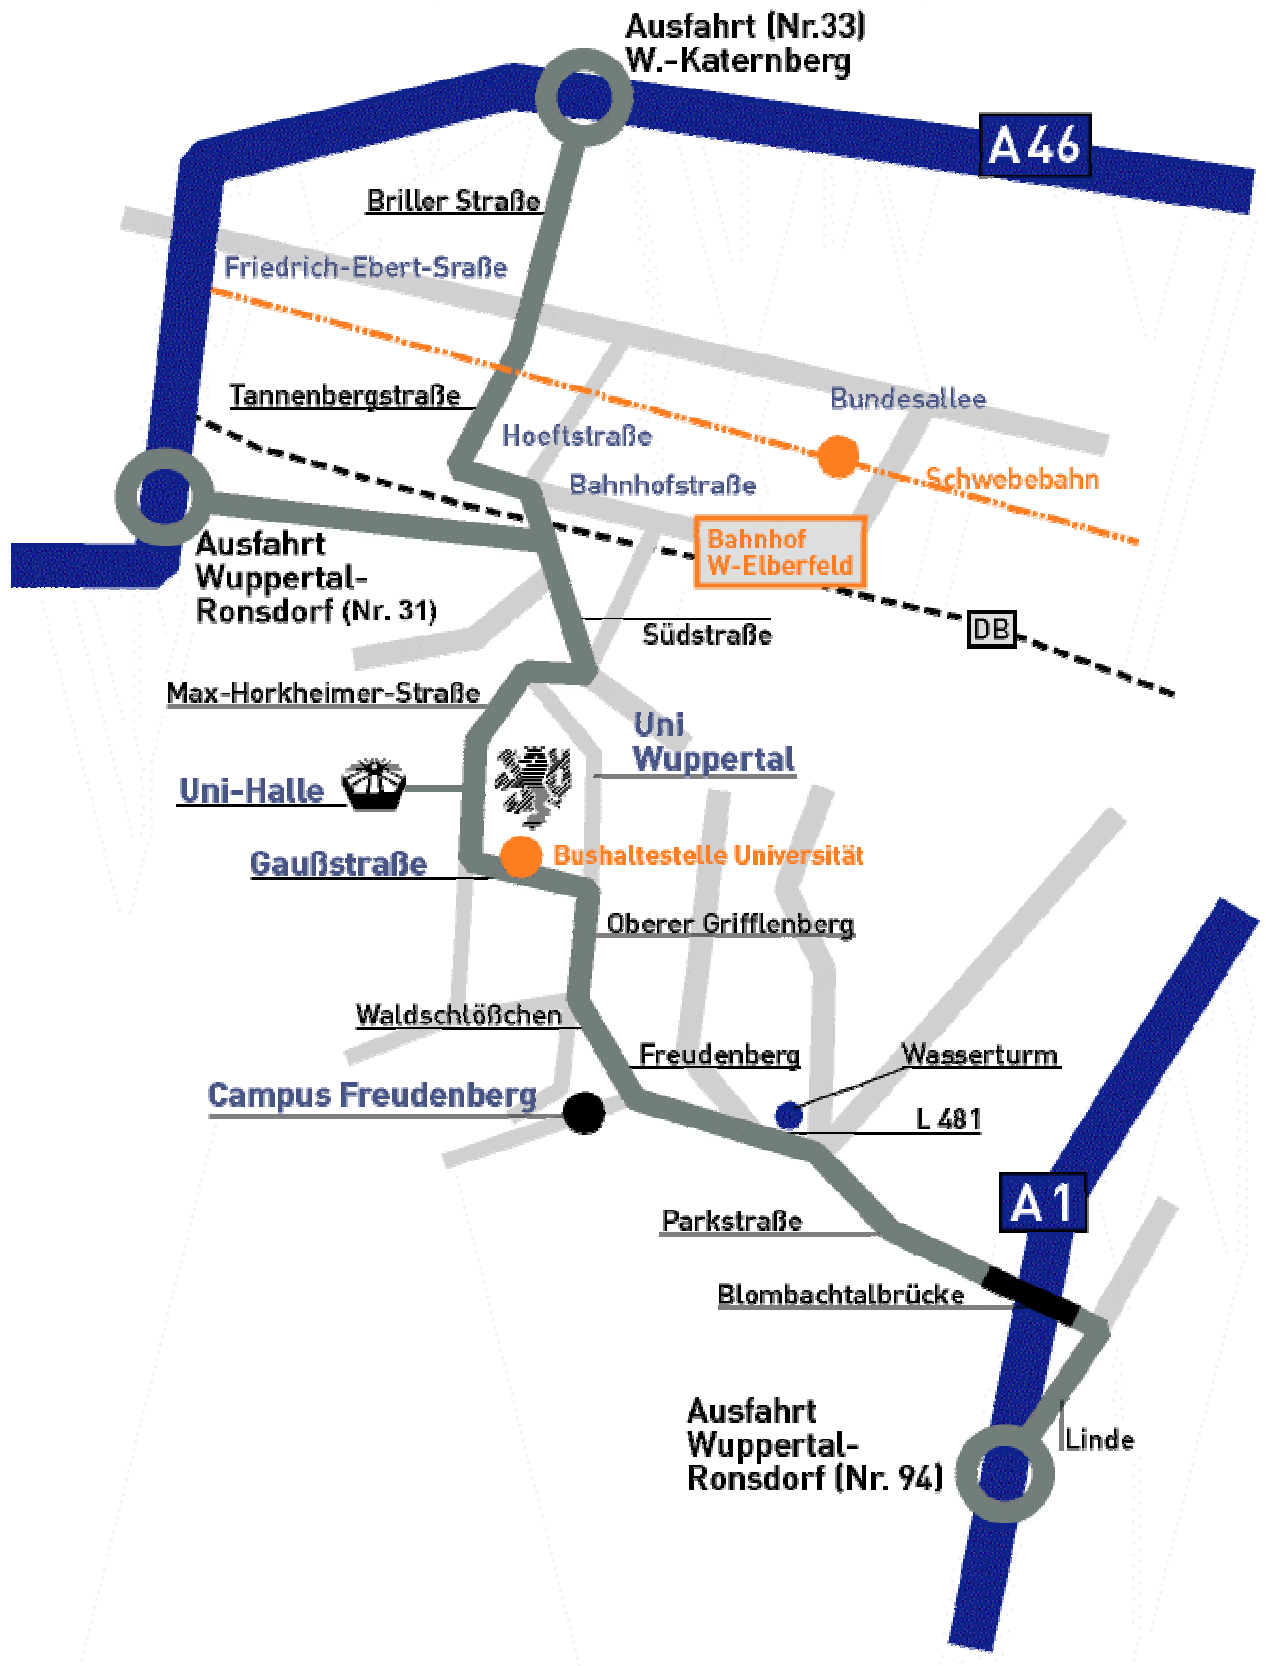 Ausfahrt (Nr.33)
W.-Katernberg
A 46
Briller Straße
Friedrich-Ebert-Sraße
Tannenbergstraße
Bundesallee
Hoeftstraße
Schwebebahn
Bahnhofstraße
Bahnhof
W-Elberfeld
Ausfahrt
Wuppertal-
Ronsdorf (Nr. 31)
DB
Südstraße
Max-Horkheimer-Straße
Uni
Wuppertal
Uni-Halle
Gaußstraße
Bushaltestelle Universität
Oberer Grifflenberg
Waldschlößchen
Freudenberg
Wasserturm
Campus Freudenberg
L 481
A 1
Parkstraße
Blombachtalbrücke
Ausfahrt
Wuppertal-
Ronsdorf (Nr. 94)
Linde